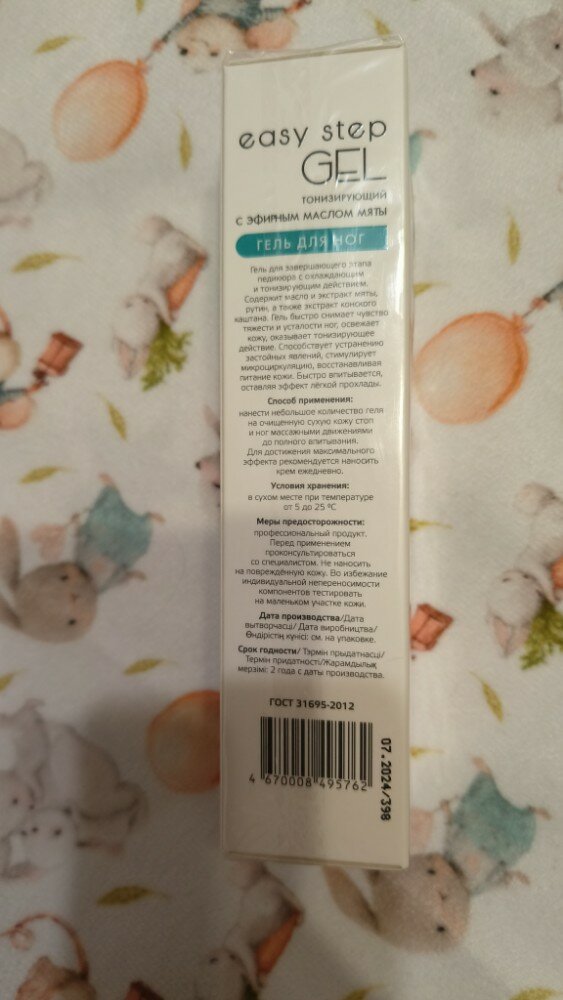 easy step
GEL
ТОНИЗИРУЮЩИЙ
С ЭФИРНЫМ МАСЛОМ МЯТЫ
ГЕЛЬ ДЛЯ НОГ
Гель для завершающего этапа
педикюра с охлаждающим
и тонизирующим действием.
Содержит масло и экстракт мяты,
рутин, а также экстракт конского
каштана. Гель быстро снимает чувство
тяжести и усталости ног, освежает
кожу, оказывает тонизирующее
действие. Способствует устранению
застойных явлений, стимулирует
микроциркуляцию, восстанавливая
питание кожи. Быстро впитывается,
оставляя эффект лёгкой прохлады.
Способ применения:
нанести небольшое количество геля
на очищенную сухую кожу стоп
и ног массажными движениями
до полного впитывания.
Для достижения максимального
эффекта рекомендуется наносить
крем ежедневно.
Условия хранения:
в сухом месте при температуре
от 5 до 25 ºС
Меры предосторожности:
профессиональный продукт.
Перед применением
проконсультироваться
со специалистом. Не наносить
на повреждённую кожу. Во избежание
индивидуальной непереносимости
компонентов тестировать
на маленьком участке кожи.
Дата производства/Дата
вытворчасці/ Дата виробництва/
Өндірістің күнісі: см. на упаковке.
Срок годности/ Тэрмін прыдатнасці/
Термін придатності/Жарамдылық
мерзімі: 2 года с даты производства.
ГОСТ 31695-2012
4 670008 495762
07.2024/398